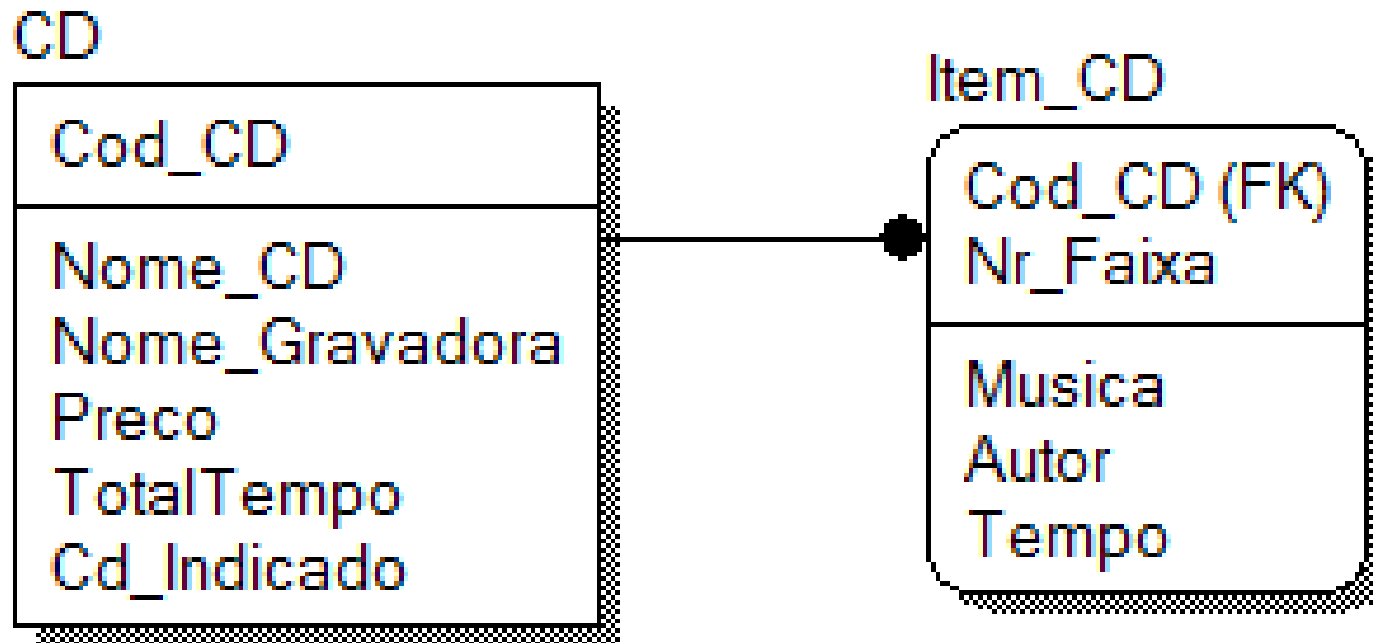 CD
Cod_CD
Nome_CD
Nome_Gravadora
Preco
TotalTempo
Cd_Indicado
Item_CD
Cod_CD (FK)
Nr_Faixa
Musica
Autor
Tempo